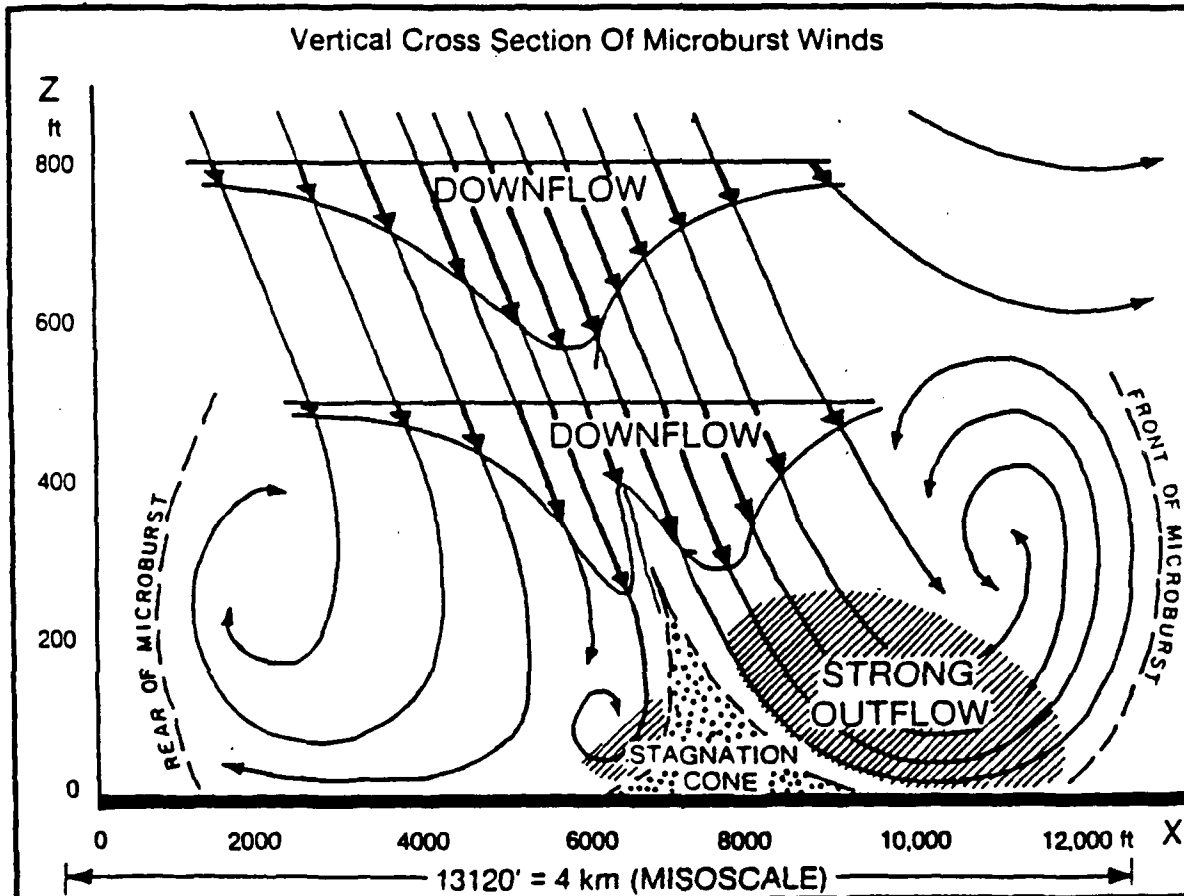 Vertical Cross Section Of Microburst Winds
Z
ft
800
DOWNFLOW
600
DOWNFLOW
400
REAR OF MICROBURST
FRONT OF MICROBURST
200
STRONG
OUTFLOW
STAGNATION
CONE
0
0 2000 4000 6000 8000 10,000 12,000 ft X
13120' = 4 km (MISOSCALE)